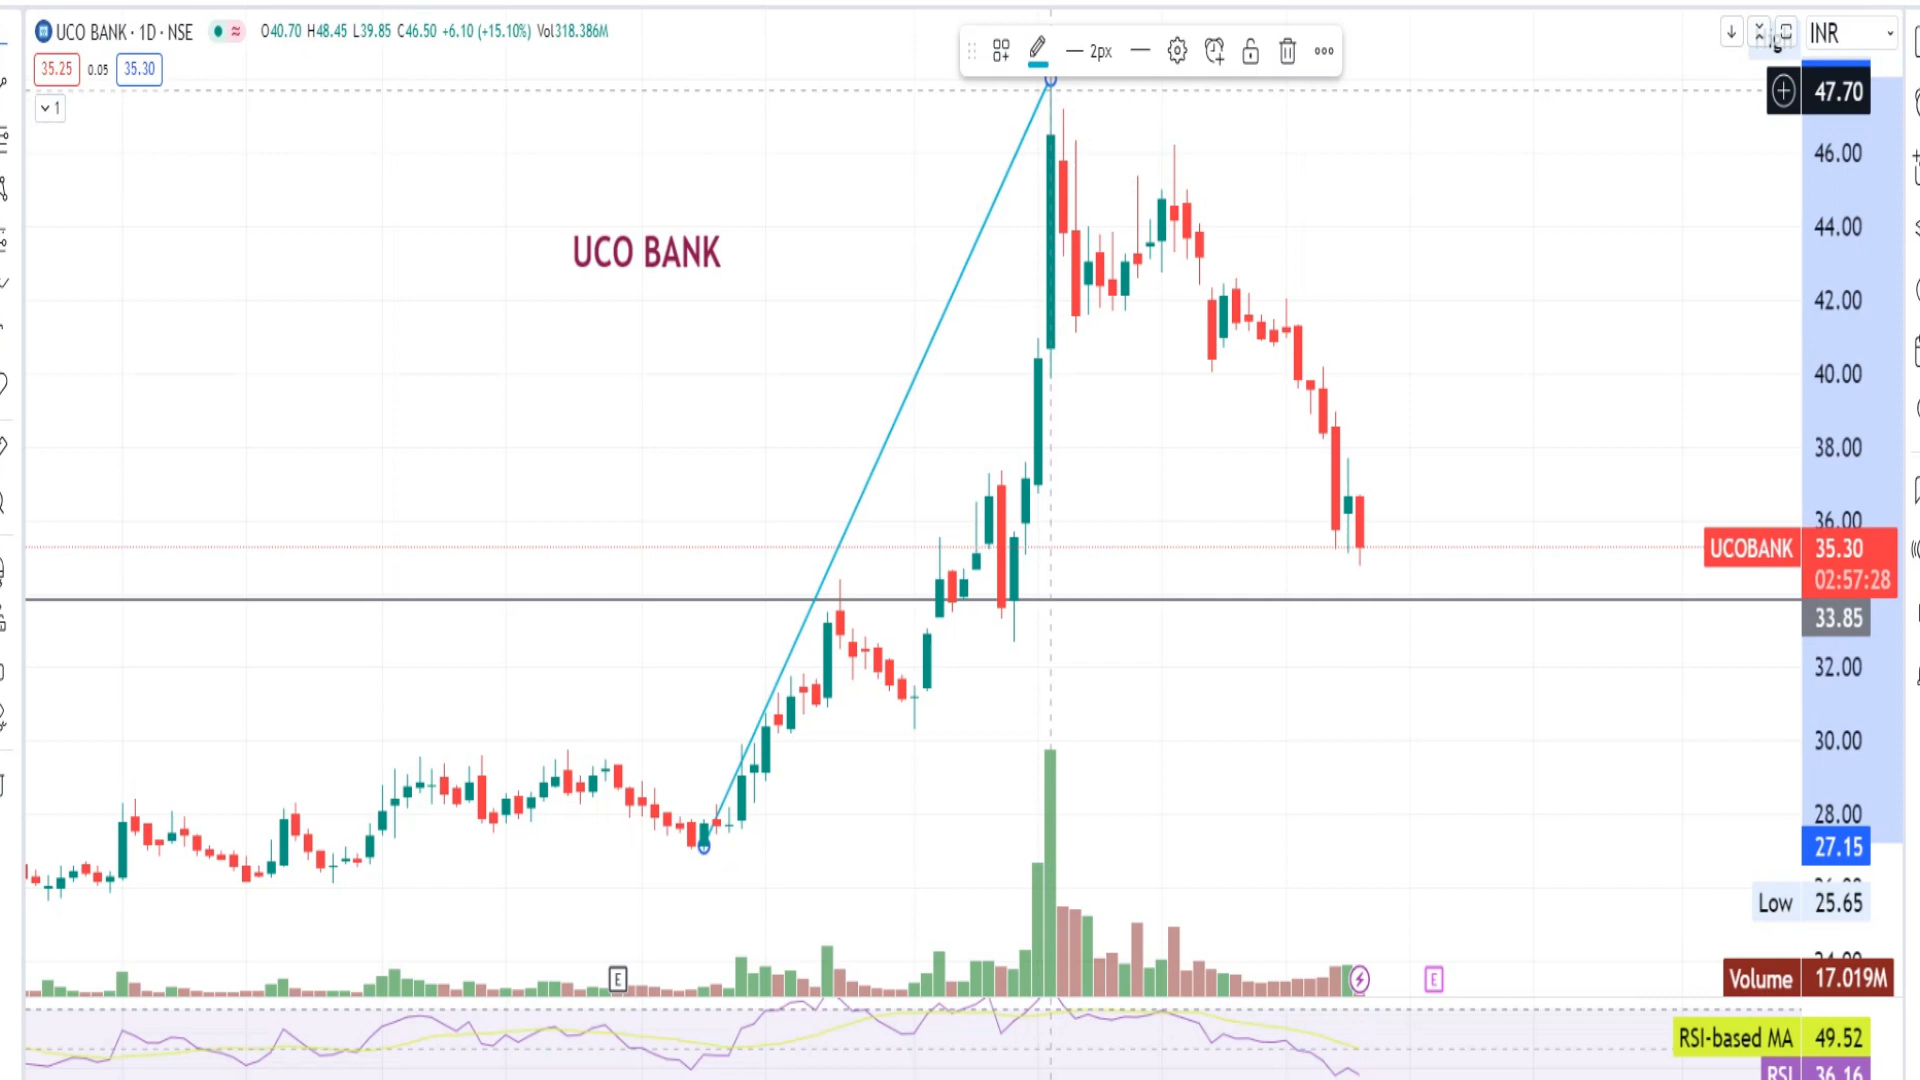 UCO BANK · 1D · NSE
O40.70 H48.45 L39.85 C46.50 +6.10 (+15.10%) Vol318.386M
35.25 0.05 35.30
1
2px
INR
47.70
46.00
44.00
UCO BANK
42.00
40.00
38.00
36.00
UCOBANK 35.30
02:57:28
33.85
32.00
30.00
28.00
27.15
Low 25.65
E
E
Volume 17.019M
RSI-based MA 49.52
RSI 36.16